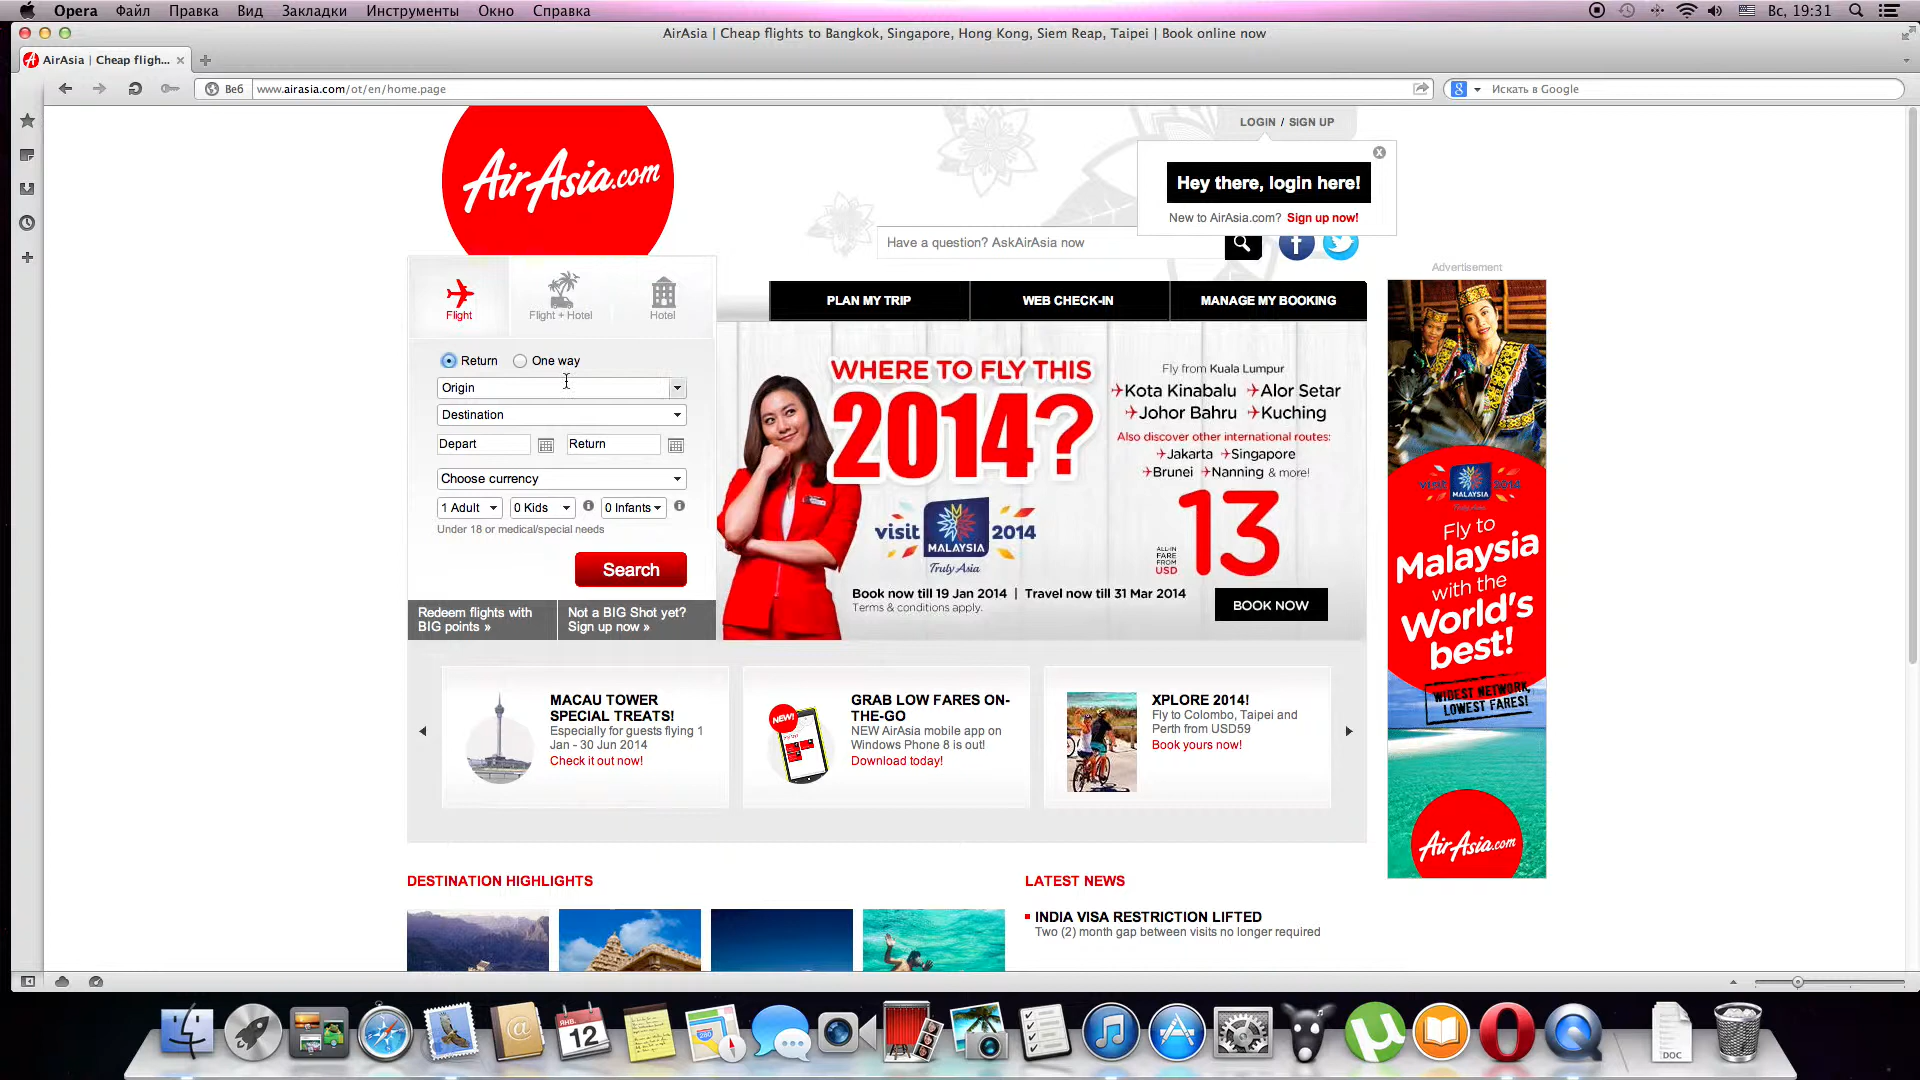 Opera Файл Правка Вид Закладки Инструменты Окно Справка Вс, 19:31
AirAsia | Cheap flights to Bangkok, Singapore, Hong Kong, Siem Reap, Taipei | Book online now
AirAsia | Cheap fligh...
Веб www.airasia.com/ot/en/home.page
Искать в Google
AirAsia.com
LOGIN / SIGN UP
Hey there, login here!
New to AirAsia.com? Sign up now!
Have a question? AskAirAsia now
Advertisement
Flight
Flight + Hotel
Hotel
PLAN MY TRIP
WEB CHECK-IN
MANAGE MY BOOKING
Return
One way
Origin
Destination
Depart
Return
Choose currency
1 Adult
0 Kids
0 Infants
Under 18 or medical/special needs
Search
Redeem flights with
BIG points »
Not a BIG Shot yet?
Sign up now »
WHERE TO FLY THIS
2014?
visit 2014
MALAYSIA
Truly Asia
Fly from Kuala Lumpur
Kota Kinabalu Alor Setar
Johor Bahru Kuching
Also discover other international routes:
Jakarta Singapore
Brunei Nanning & more!
ALL-IN
FARE
FROM
USD
13
Book now till 19 Jan 2014 | Travel now till 31 Mar 2014
Terms & conditions apply.
BOOK NOW
visit 2014
MALAYSIA
Fly to
Malaysia
with the
World's
best!
WIDEST NETWORK,
LOWEST FARES!
AirAsia.com
MACAU TOWER
SPECIAL TREATS!
Especially for guests flying 1
Jan - 30 Jun 2014
Check it out now!
NEW!
GRAB LOW FARES ON-
THE-GO
NEW AirAsia mobile app on
Windows Phone 8 is out!
Download today!
XPLORE 2014!
Fly to Colombo, Taipei and
Perth from USD59
Book yours now!
DESTINATION HIGHLIGHTS
LATEST NEWS
INDIA VISA RESTRICTION LIFTED
Two (2) month gap between visits no longer required
ЯНВ.
12
DOC